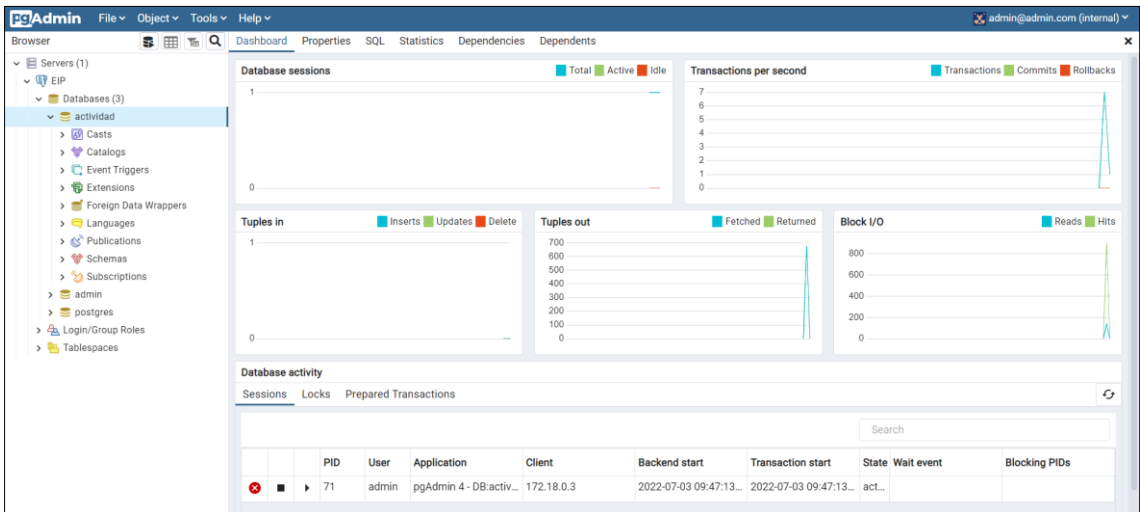 pgAdmin File Object Tools Help admin@admin.com (internal)
Browser Dashboard Properties SQL Statistics Dependencies Dependents
Servers (1)
EIP
Databases (3)
actividad
Casts
Catalogs
Event Triggers
Extensions
Foreign Data Wrappers
Languages
Publications
Schemas
Subscriptions
admin
postgres
Login/Group Roles
Tablespaces
Database sessions Total Active Idle
1
0
Transactions per second Transactions Commits Rollbacks
7
6
5
4
3
2
1
0
Tuples in Inserts Updates Delete
1
0
Tuples out Fetched Returned
700
600
500
400
300
200
100
0
Block I/O Reads Hits
800
600
400
200
0
Database activity
Sessions Locks Prepared Transactions
Search
PID User Application Client Backend start Transaction start State Wait event Blocking PIDs
71 admin pgAdmin 4 - DB:activ... 172.18.0.3 2022-07-03 09:47:13... 2022-07-03 09:47:13... act...